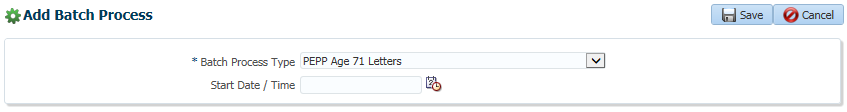 Add Batch Process
Save
Cancel
* Batch Process Type
PEPP Age 71 Letters
Start Date / Time